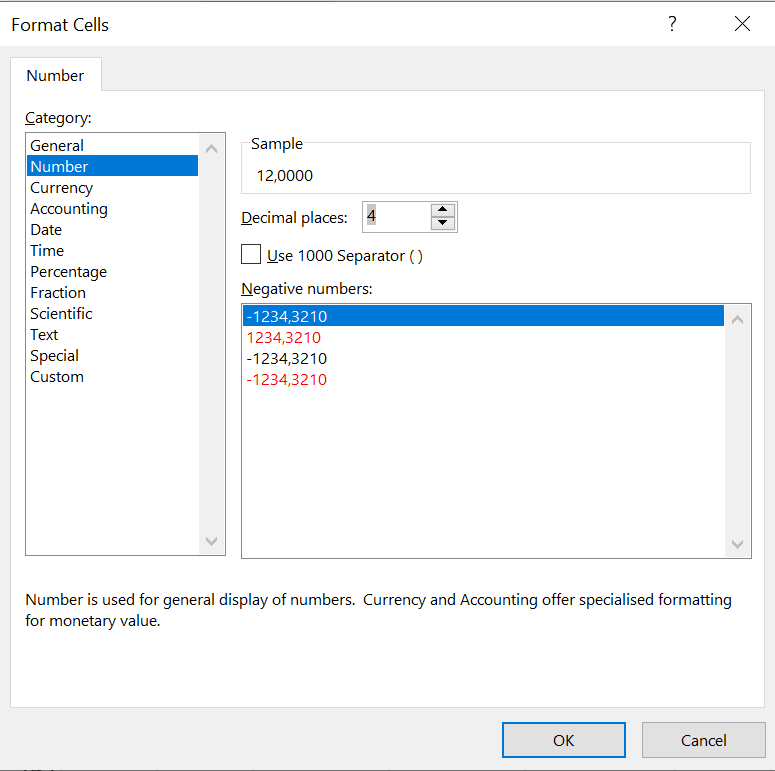 Format Cells
?
Number
Category:
General
Number
Currency
Accounting
Date
Time
Percentage
Fraction
Scientific
Text
Special
Custom
Sample
12,0000
Decimal places: 4
Use 1000 Separator ( )
Negative numbers:
-1234,3210
1234,3210
-1234,3210
-1234,3210
Number is used for general display of numbers.  Currency and Accounting offer specialised formatting
for monetary value.
OK
Cancel